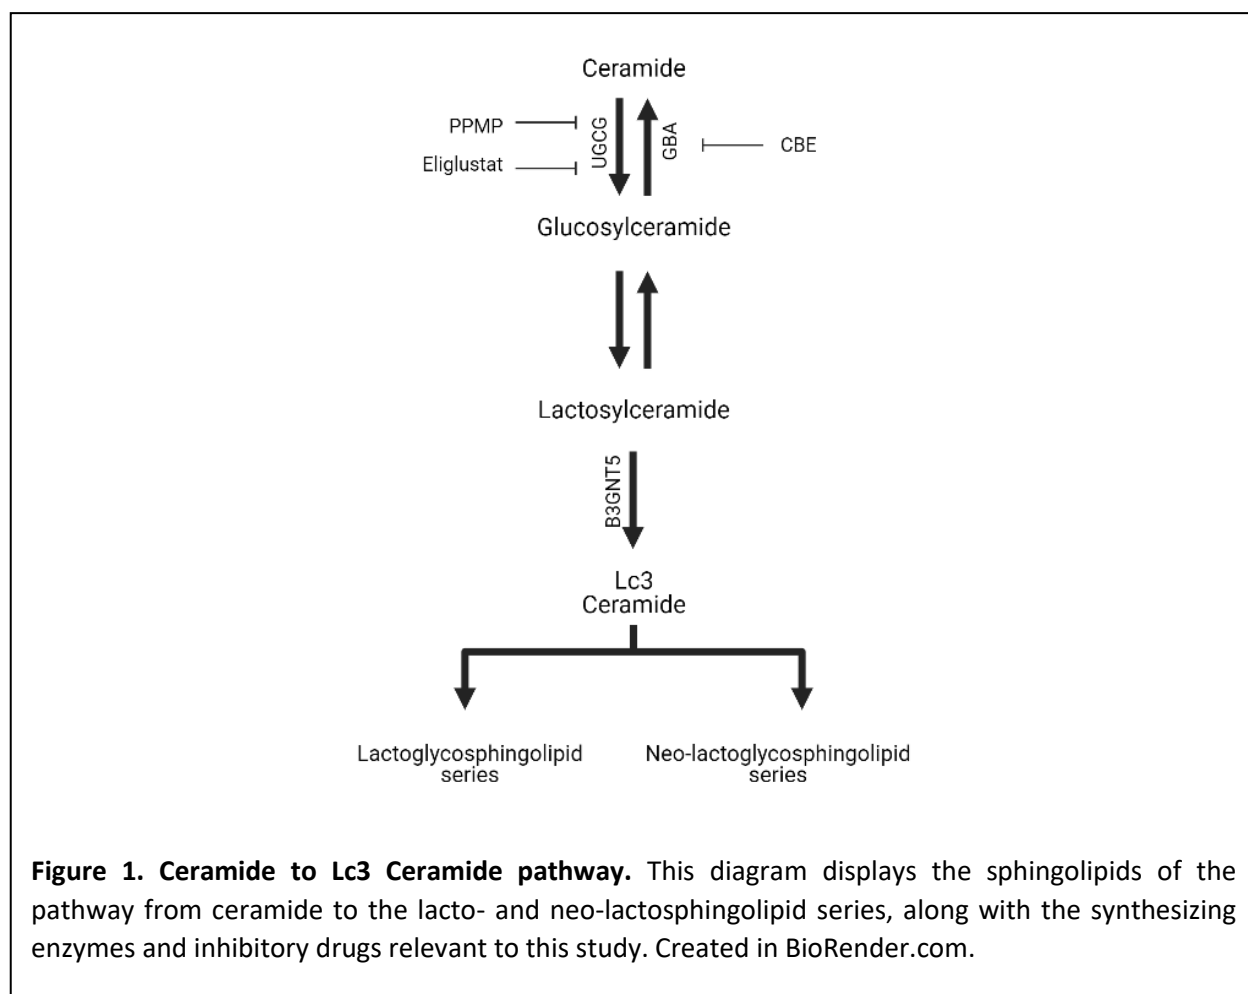 Ceramide
PPMP
UGCG
GBA
CBE
Eliglustat
Glucosylceramide
Lactosylceramide
B3GNT5
Lc3
Ceramide
Lactoglycosphingolipid
series
Neo-lactoglycosphingolipid
series
Figure 1. Ceramide to Lc3 Ceramide pathway. This diagram displays the sphingolipids of the
pathway from ceramide to the lacto- and neo-lactosphingolipid series, along with the synthesizing
enzymes and inhibitory drugs relevant to this study. Created in BioRender.com.